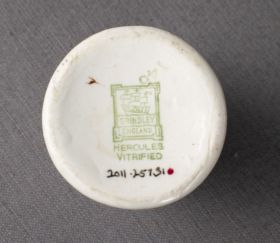 GRINDLEY
ENGLAND
HERCULES
VITRIFIED
2011.25731